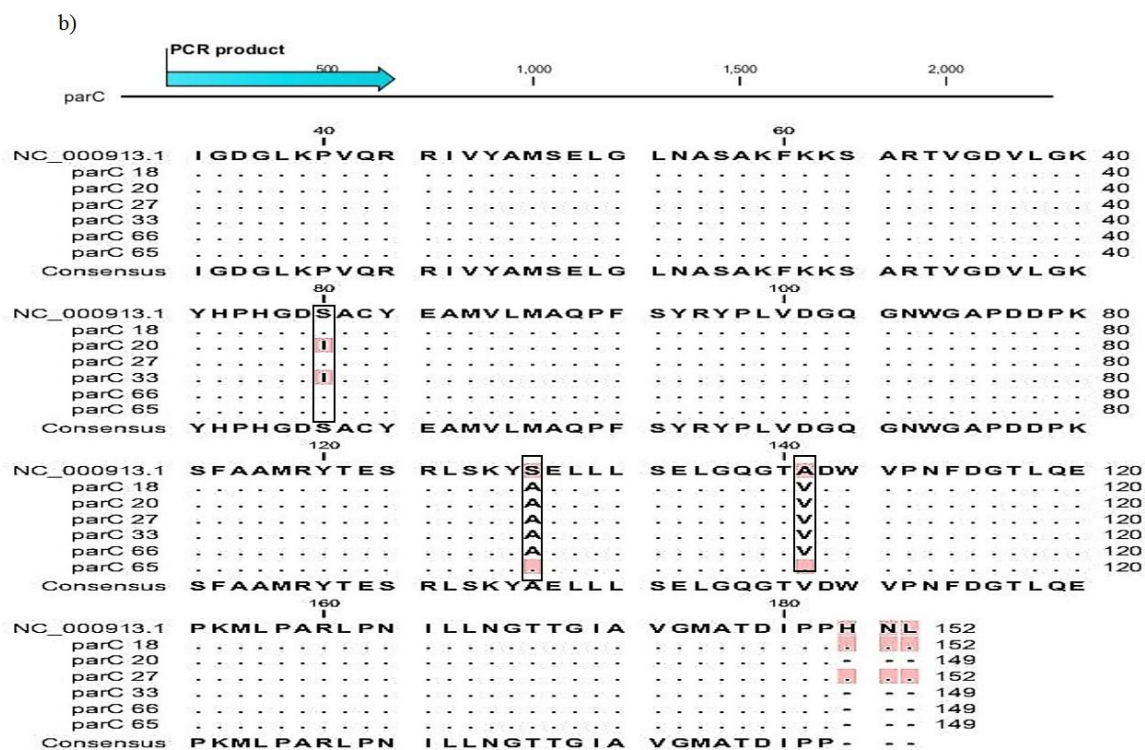 b)
PCR product
500 1,000 1,500 2,000
parC
40 60
NC_000913.1 IGDGLKPVQR RIVYAMSELG LNASAKFKKS ARTVGDVLGK 40
parC 18 .......... .......... .......... .......... 40
parC 20 .......... .......... .......... .......... 40
parC 27 .......... .......... .......... .......... 40
parC 33 .......... .......... .......... .......... 40
parC 66 .......... .......... .......... .......... 40
parC 65 .......... .......... .......... .......... 40
Consensus IGDGLKPVQR RIVYAMSELG LNASAKFKKS ARTVGDVLGK
80 100
NC_000913.1 YHPHGDSACY EAMVLMAQPF SYRYPLVDGQ GNWGAPDDPK 80
parC 18 .......... .......... .......... .......... 80
parC 20 ......I... .......... .......... .......... 80
parC 27 .......... .......... .......... .......... 80
parC 33 ......I... .......... .......... .......... 80
parC 66 .......... .......... .......... .......... 80
parC 65 .......... .......... .......... .......... 80
Consensus YHPHGDSACY EAMVLMAQPF SYRYPLVDGQ GNWGAPDDPK
120 140
NC_000913.1 SFAAMRYTES RLSKYSELLL SELGQGTADW VPNFDGTLQE 120
parC 18 .......... .....A.... .......V.. .......... 120
parC 20 .......... .....A.... .......V.. .......... 120
parC 27 .......... .....A.... .......V.. .......... 120
parC 33 .......... .....A.... .......V.. .......... 120
parC 66 .......... .....A.... .......V.. .......... 120
parC 65 .......... .......... .......... .......... 120
Consensus SFAAMRYTES RLSKYAELLL SELGQGTVDW VPNFDGTLQE
160 180
NC_000913.1 PKMLPARLPN ILLNGTTGIA VGMATDIPPH NL 152
parC 18 .......... .......... .......... .. 152
parC 20 .......... .......... .........- -- 149
parC 27 .......... .......... .......... .. 152
parC 33 .......... .......... .........- -- 149
parC 66 .......... .......... .........- -- 149
parC 65 .......... .......... .........- -- 149
Consensus PKMLPARLPN ILLNGTTGIA VGMATDIPP- --